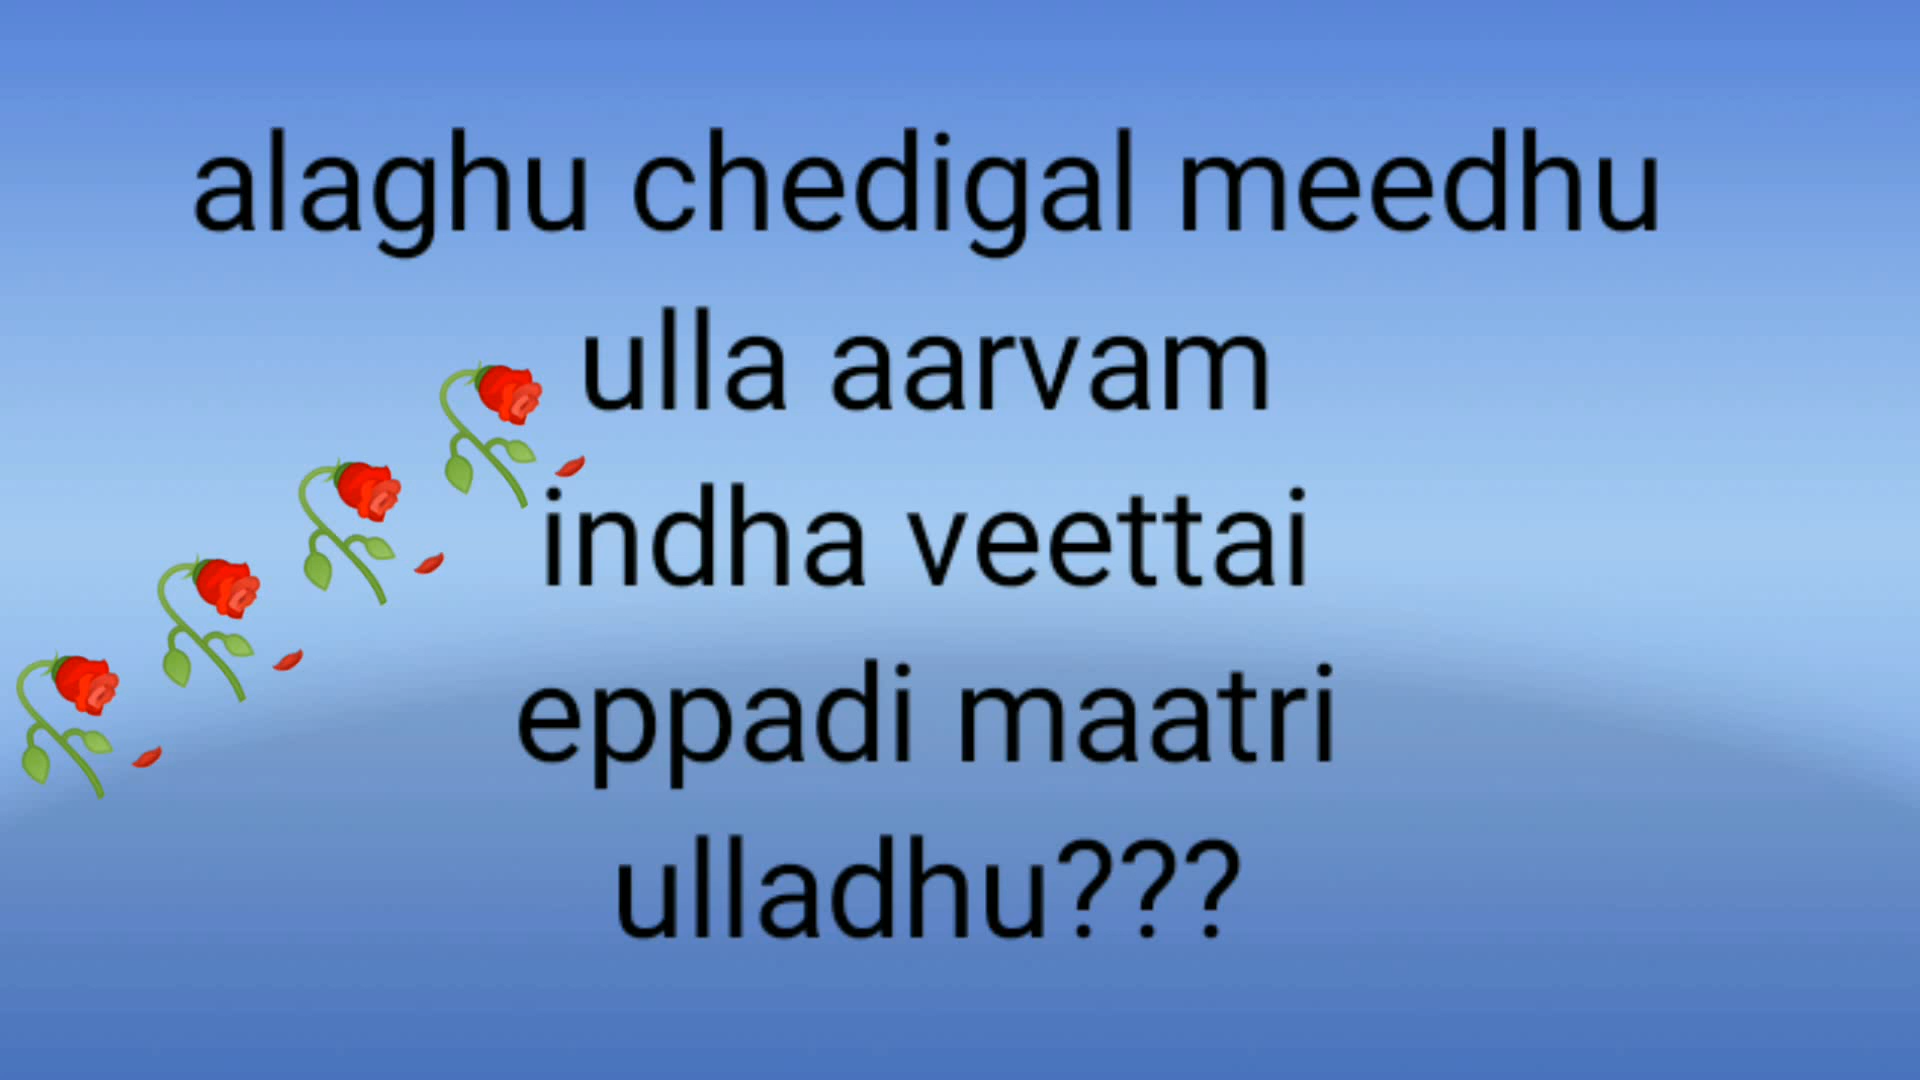 alaghu chedigal meedhu
ulla aarvam
indha veettai
eppadi maatri
ulladhu???